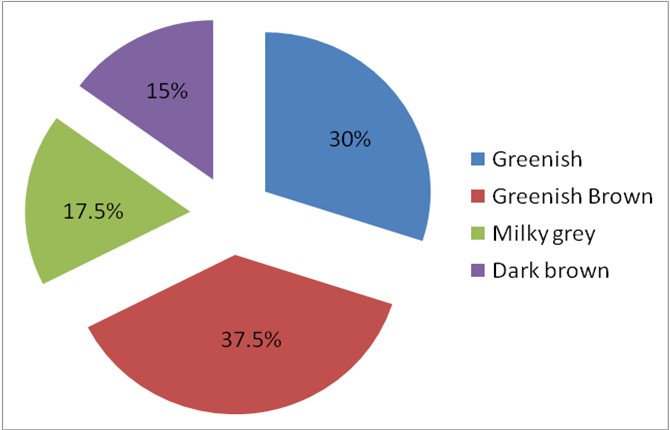 15%
30%
17.5%
37.5%
Greenish
Greenish Brown
Milky grey
Dark brown